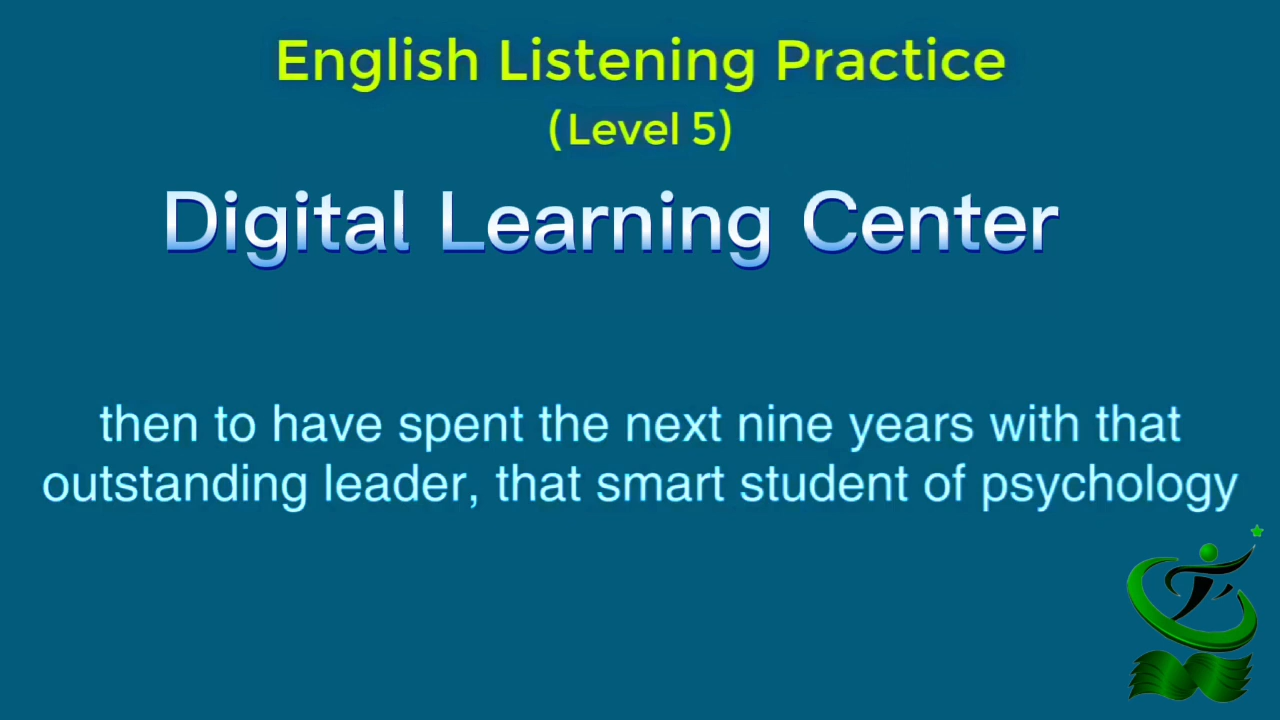 English Listening Practice
(Level 5)
Digital Learning Center
then to have spent the next nine years with that
outstanding leader, that smart student of psychology